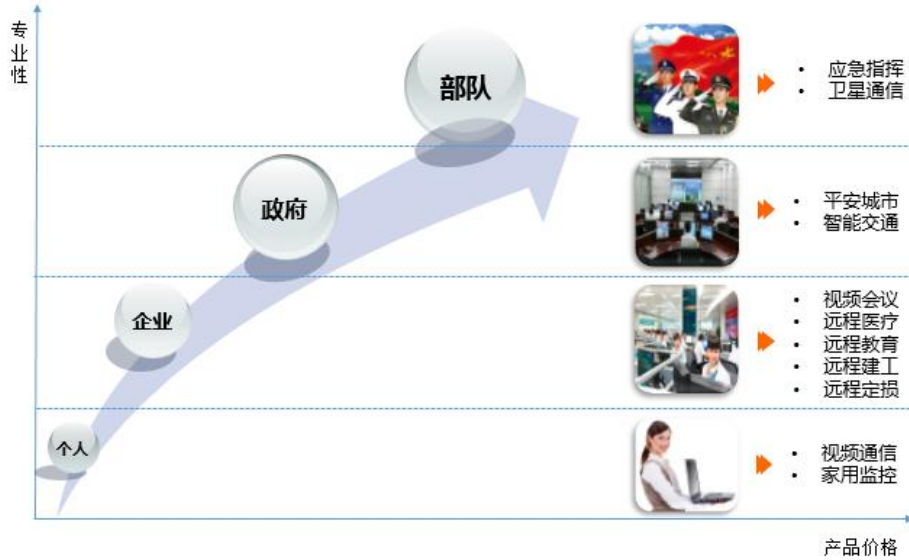 专业性
部队
• 应急指挥
• 卫星通信
政府
• 平安城市
• 智能交通
企业
• 视频会议
• 远程医疗
• 远程教育
• 远程建工
• 远程定损
个人
• 视频通信
• 家用监控
产品价格